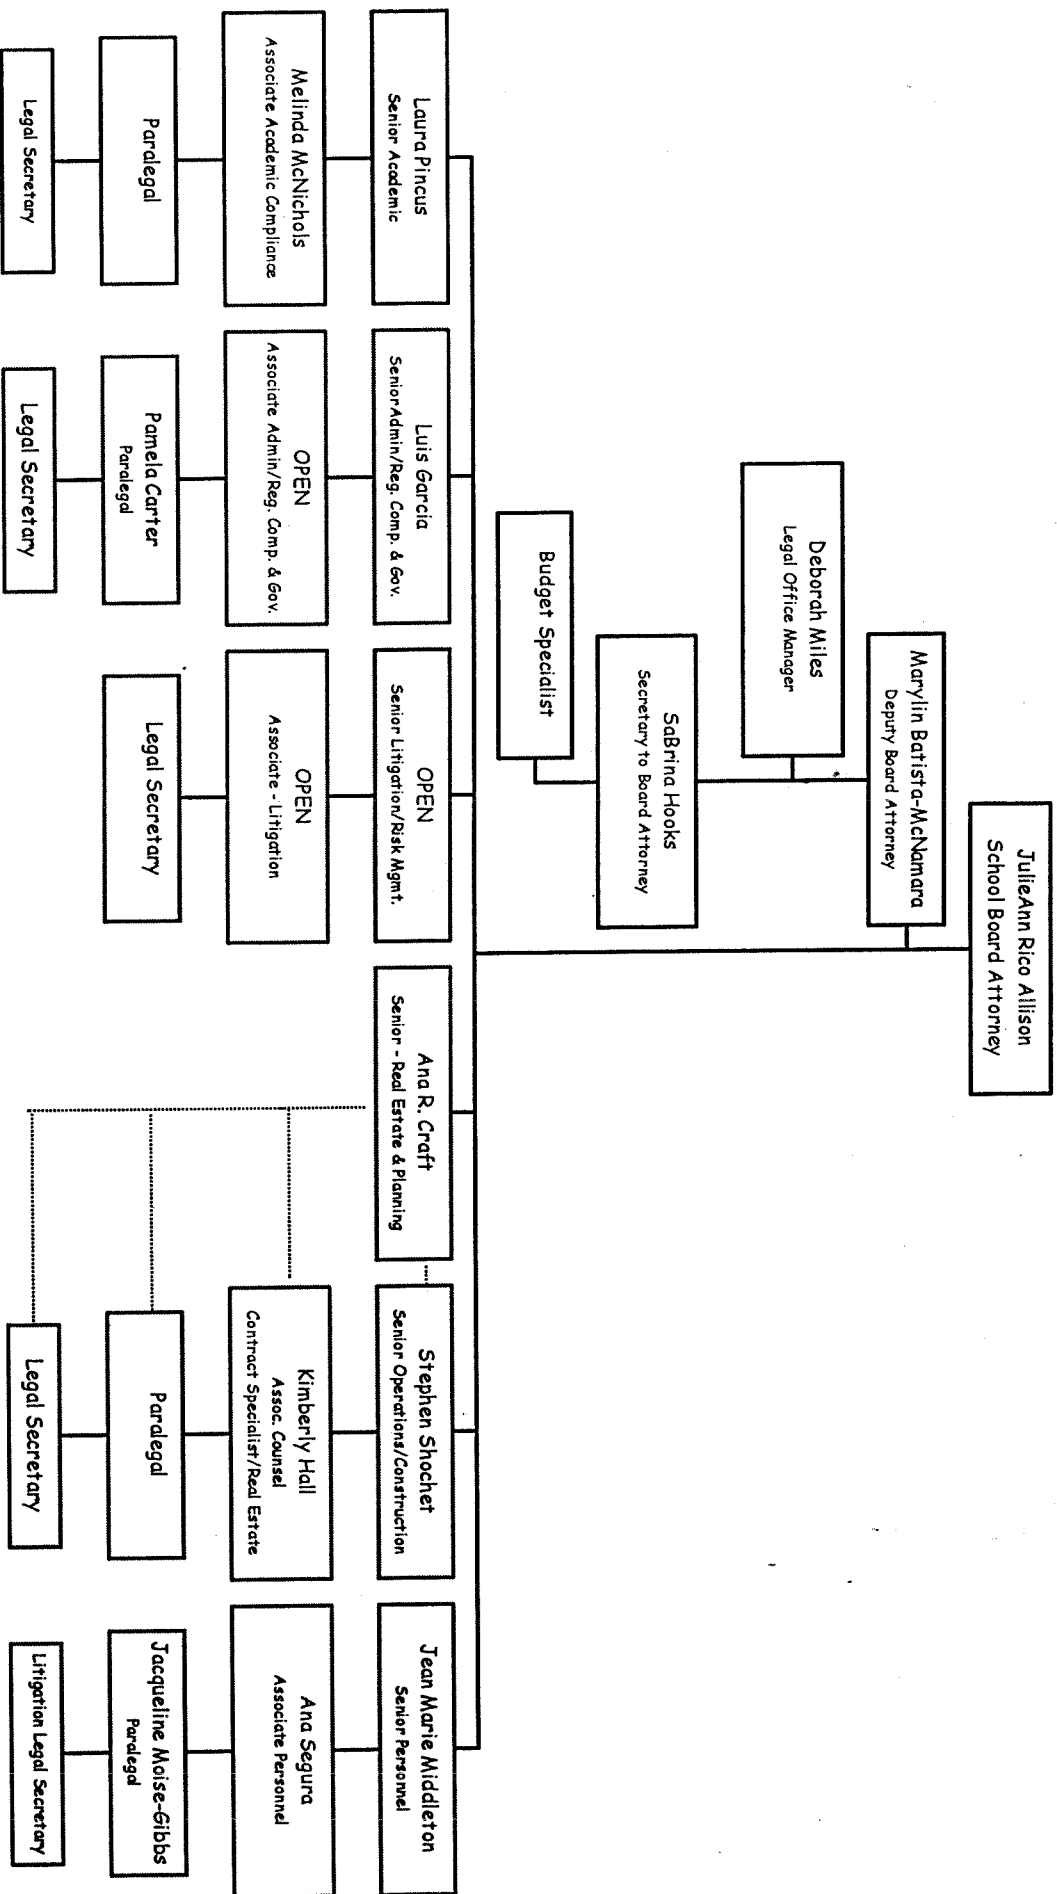 JulieAnn Rico Allison
School Board Attorney
Marylin Batista-McNamara
Deputy Board Attorney
Deborah Miles
Legal Office Manager
SaBrina Hooks
Secretary to Board Attorney
Budget Specialist
Laura Pincus
Senior Academic
Luis Garcia
Senior Admin/Reg. Comp. & Gov.
OPEN
Senior Litigation/Risk Mgmt.
Ana R. Craft
Senior - Real Estate & Planning
Stephen Shochet
Senior Operations/Construction
Jean Marie Middleton
Senior Personnel
Melinda McNichols
Associate Academic Compliance
OPEN
Associate Admin/Reg. Comp. & Gov.
OPEN
Associate - Litigation
Kimberly Hall
Assoc. Counsel
Contract Specialist/Real Estate
Ana Segura
Associate Personnel
Paralegal
Pamela Carter
Paralegal
Legal Secretary
Paralegal
Jacqueline Moise-Gibbs
Paralegal
Legal Secretary
Legal Secretary
Legal Secretary
Litigation Legal Secretary